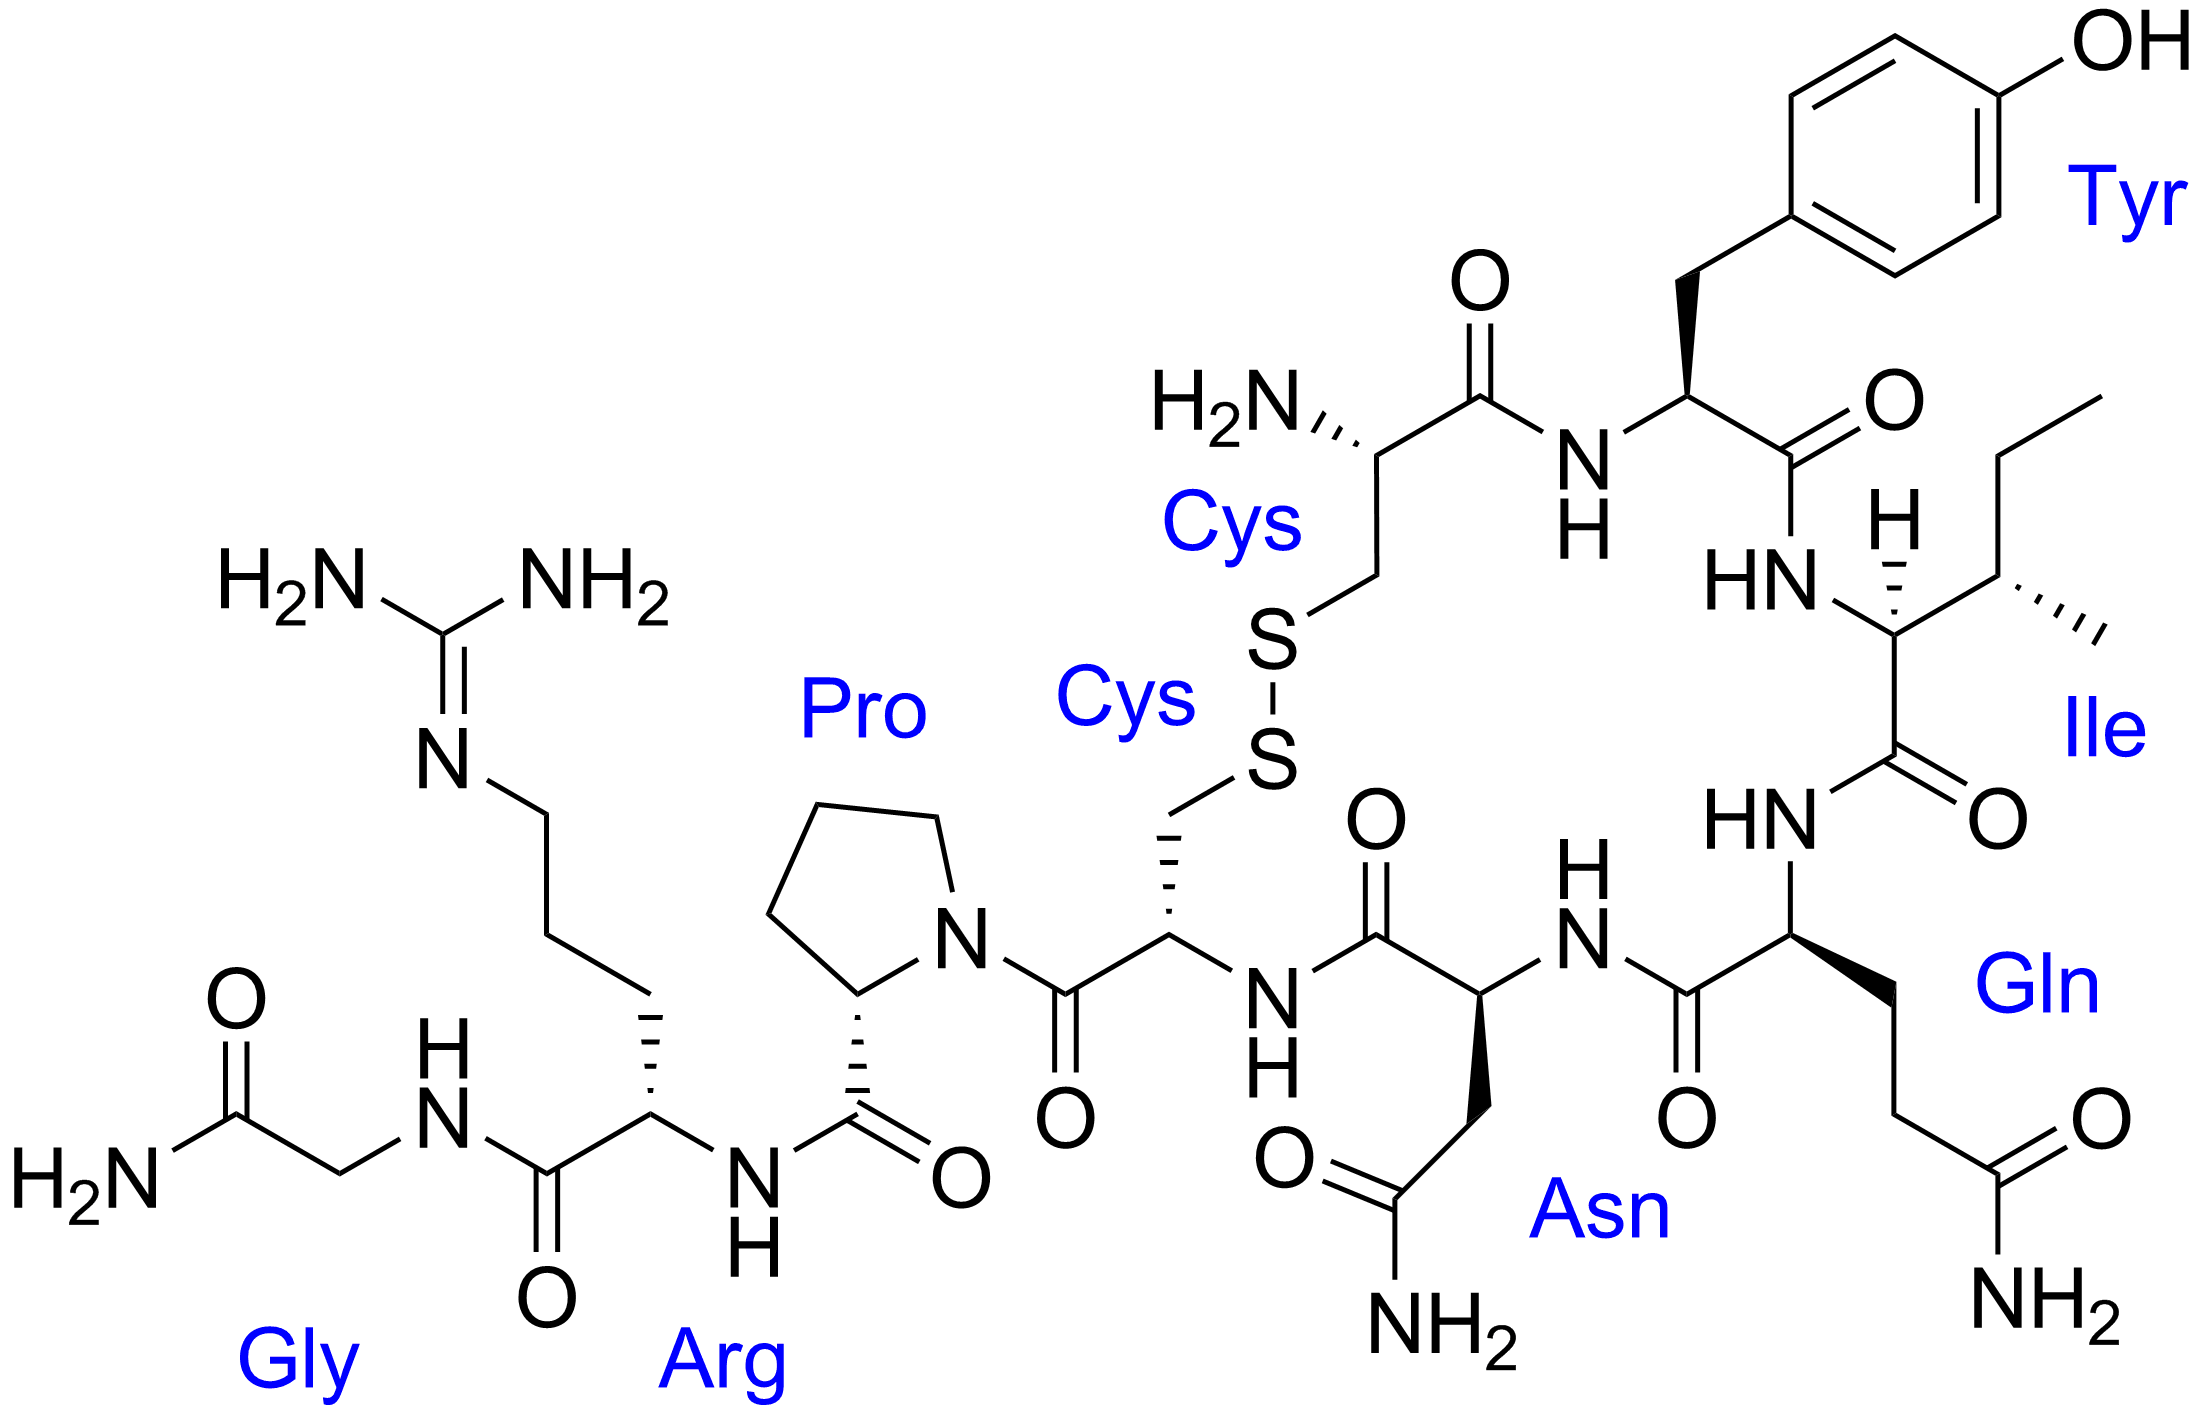 OH
Tyr
O
H₂N
O
N
H
Cys
H
HN
H₂N
NH₂
S
Cys
Pro
Ile
N
S
O
HN
O
H
N
N
Gln
O
H
N
H
O
O
O
N
H₂N
N
H
O
O
O
Asn
O
NH₂
NH₂
Gly
Arg